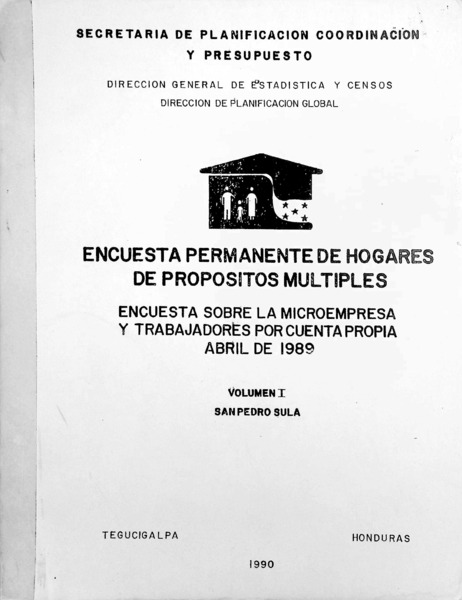 SECRETARIA DE PLANIFICACION COORDINACION
Y PRESUPUESTO
DIRECCION GENERAL DE ESTADISTICA Y CENSOS
DIRECCION DE PLANIFICACION GLOBAL
ENCUESTA PERMANENTE DE HOGARES
DE PROPOSITOS MULTIPLES
ENCUESTA SOBRE LA MICROEMPRESA
Y TRABAJADORES POR CUENTA PROPIA
ABRIL DE 1989
VOLUMEN I
SAN PEDRO SULA
TEGUCIGALPA
HONDURAS
1990